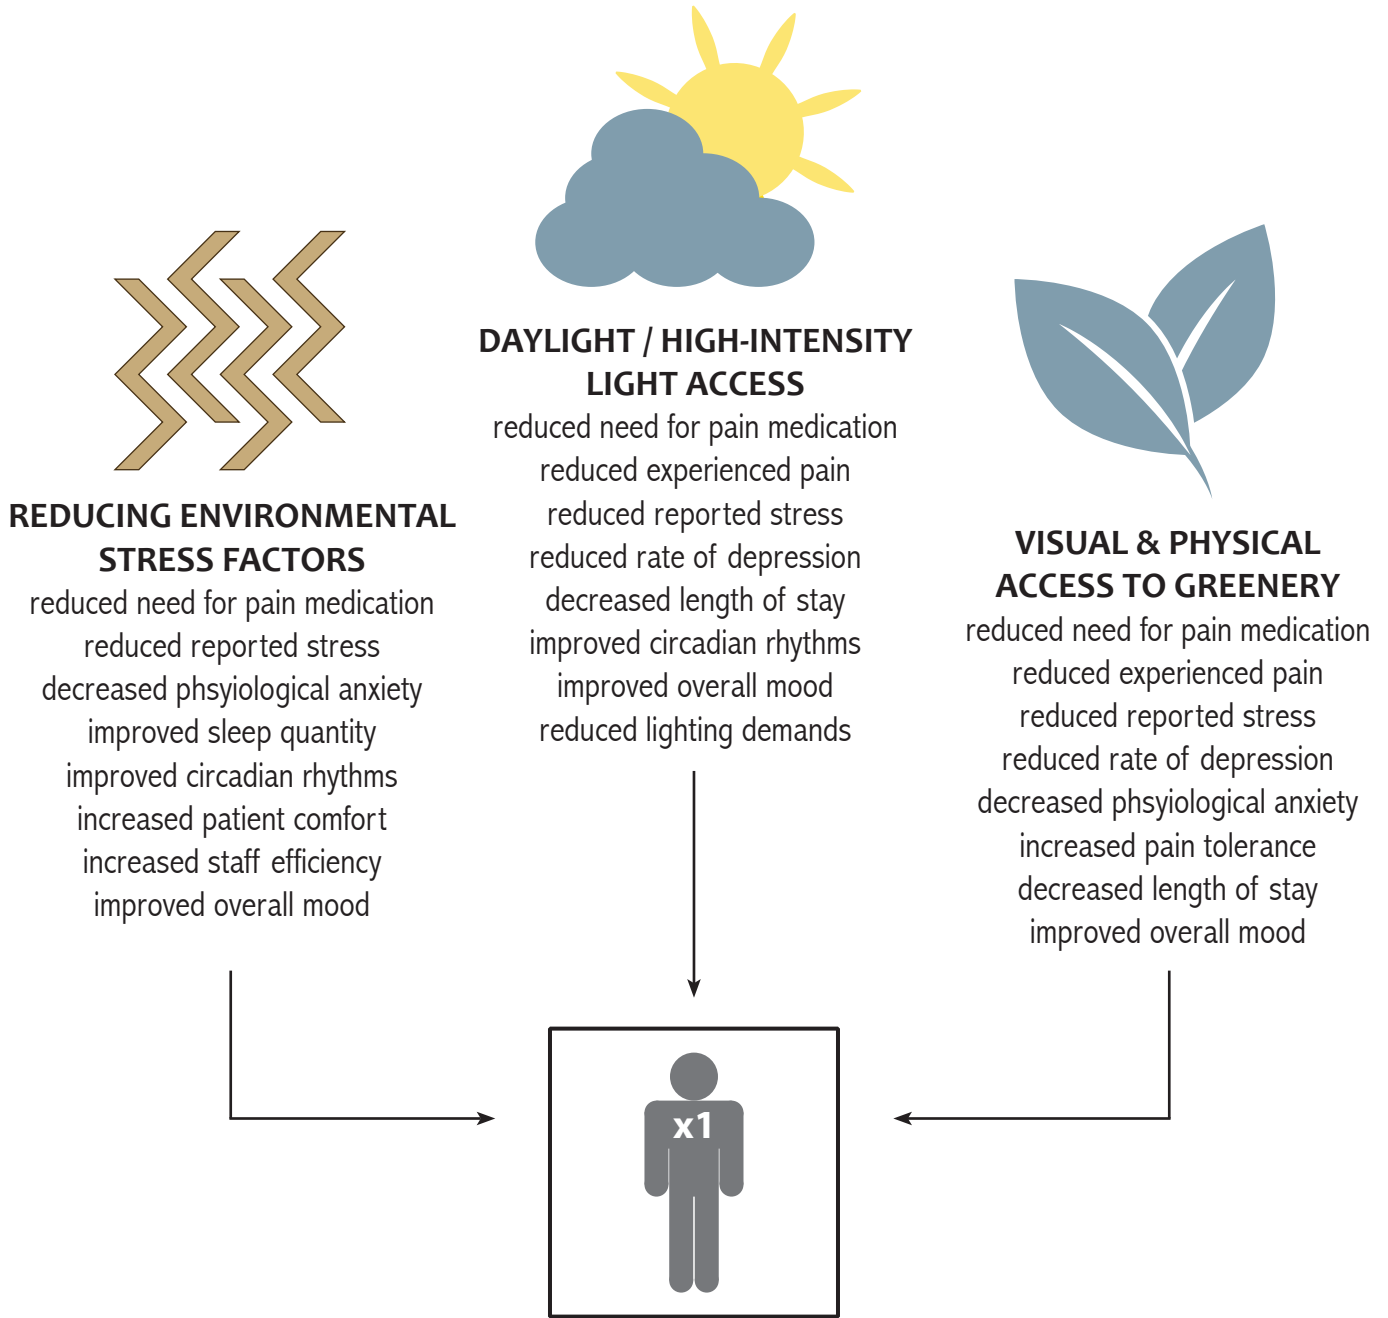 REDUCING ENVIRONMENTAL
STRESS FACTORS
reduced need for pain medication
reduced reported stress
decreased phsyiological anxiety
improved sleep quantity
improved circadian rhythms
increased patient comfort
increased staff efficiency
improved overall mood
DAYLIGHT / HIGH-INTENSITY
LIGHT ACCESS
reduced need for pain medication
reduced experienced pain
reduced reported stress
reduced rate of depression
decreased length of stay
improved circadian rhythms
improved overall mood
reduced lighting demands
VISUAL & PHYSICAL
ACCESS TO GREENERY
reduced need for pain medication
reduced experienced pain
reduced reported stress
reduced rate of depression
decreased phsyiological anxiety
increased pain tolerance
decreased length of stay
improved overall mood
x1